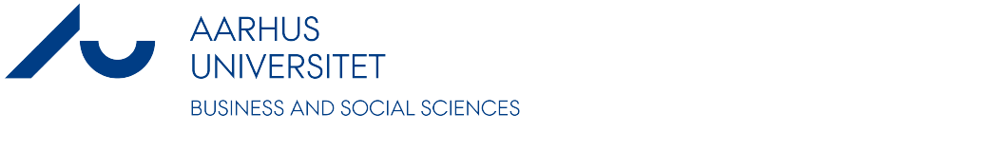 AARHUS
UNIVERSITET
BUSINESS AND SOCIAL SCIENCES